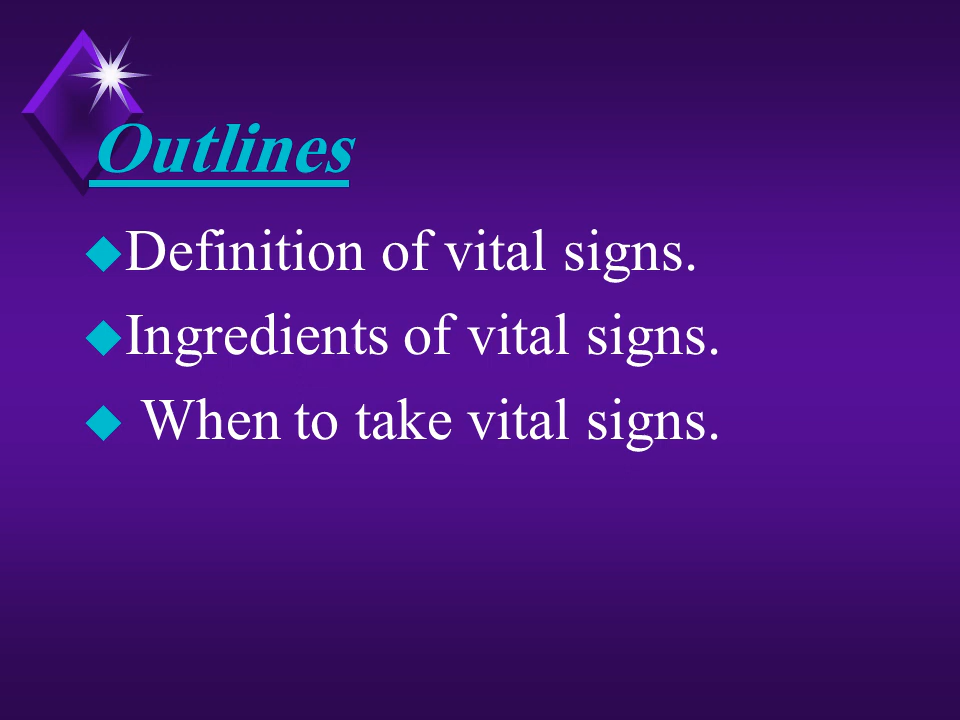 Outlines
Definition of vital signs.
Ingredients of vital signs.
When to take vital signs.